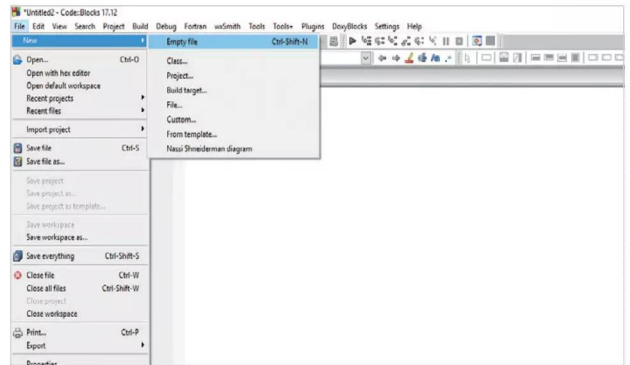 *Untitled2 - Code::Blocks 17.12
File Edit View Search Project Build Debug Fortran wxSmith Tools Tools+ Plugins DoxyBlocks Settings Help
New
Empty file Ctrl-Shift-N
Class...
Project...
Build target...
File...
Custom...
From template...
Nassi Shneiderman diagram
Open... Ctrl-O
Open with hex editor
Open default workspace
Recent projects
Recent files
Import project
Save file Ctrl-S
Save file as...
Save project
Save project as...
Save project as template...
Save workspace
Save workspace as...
Save everything Ctrl-Shift-S
Close file Ctrl-W
Close all files Ctrl-Shift-W
Close project
Close workspace
Print... Ctrl-P
Export
Properties